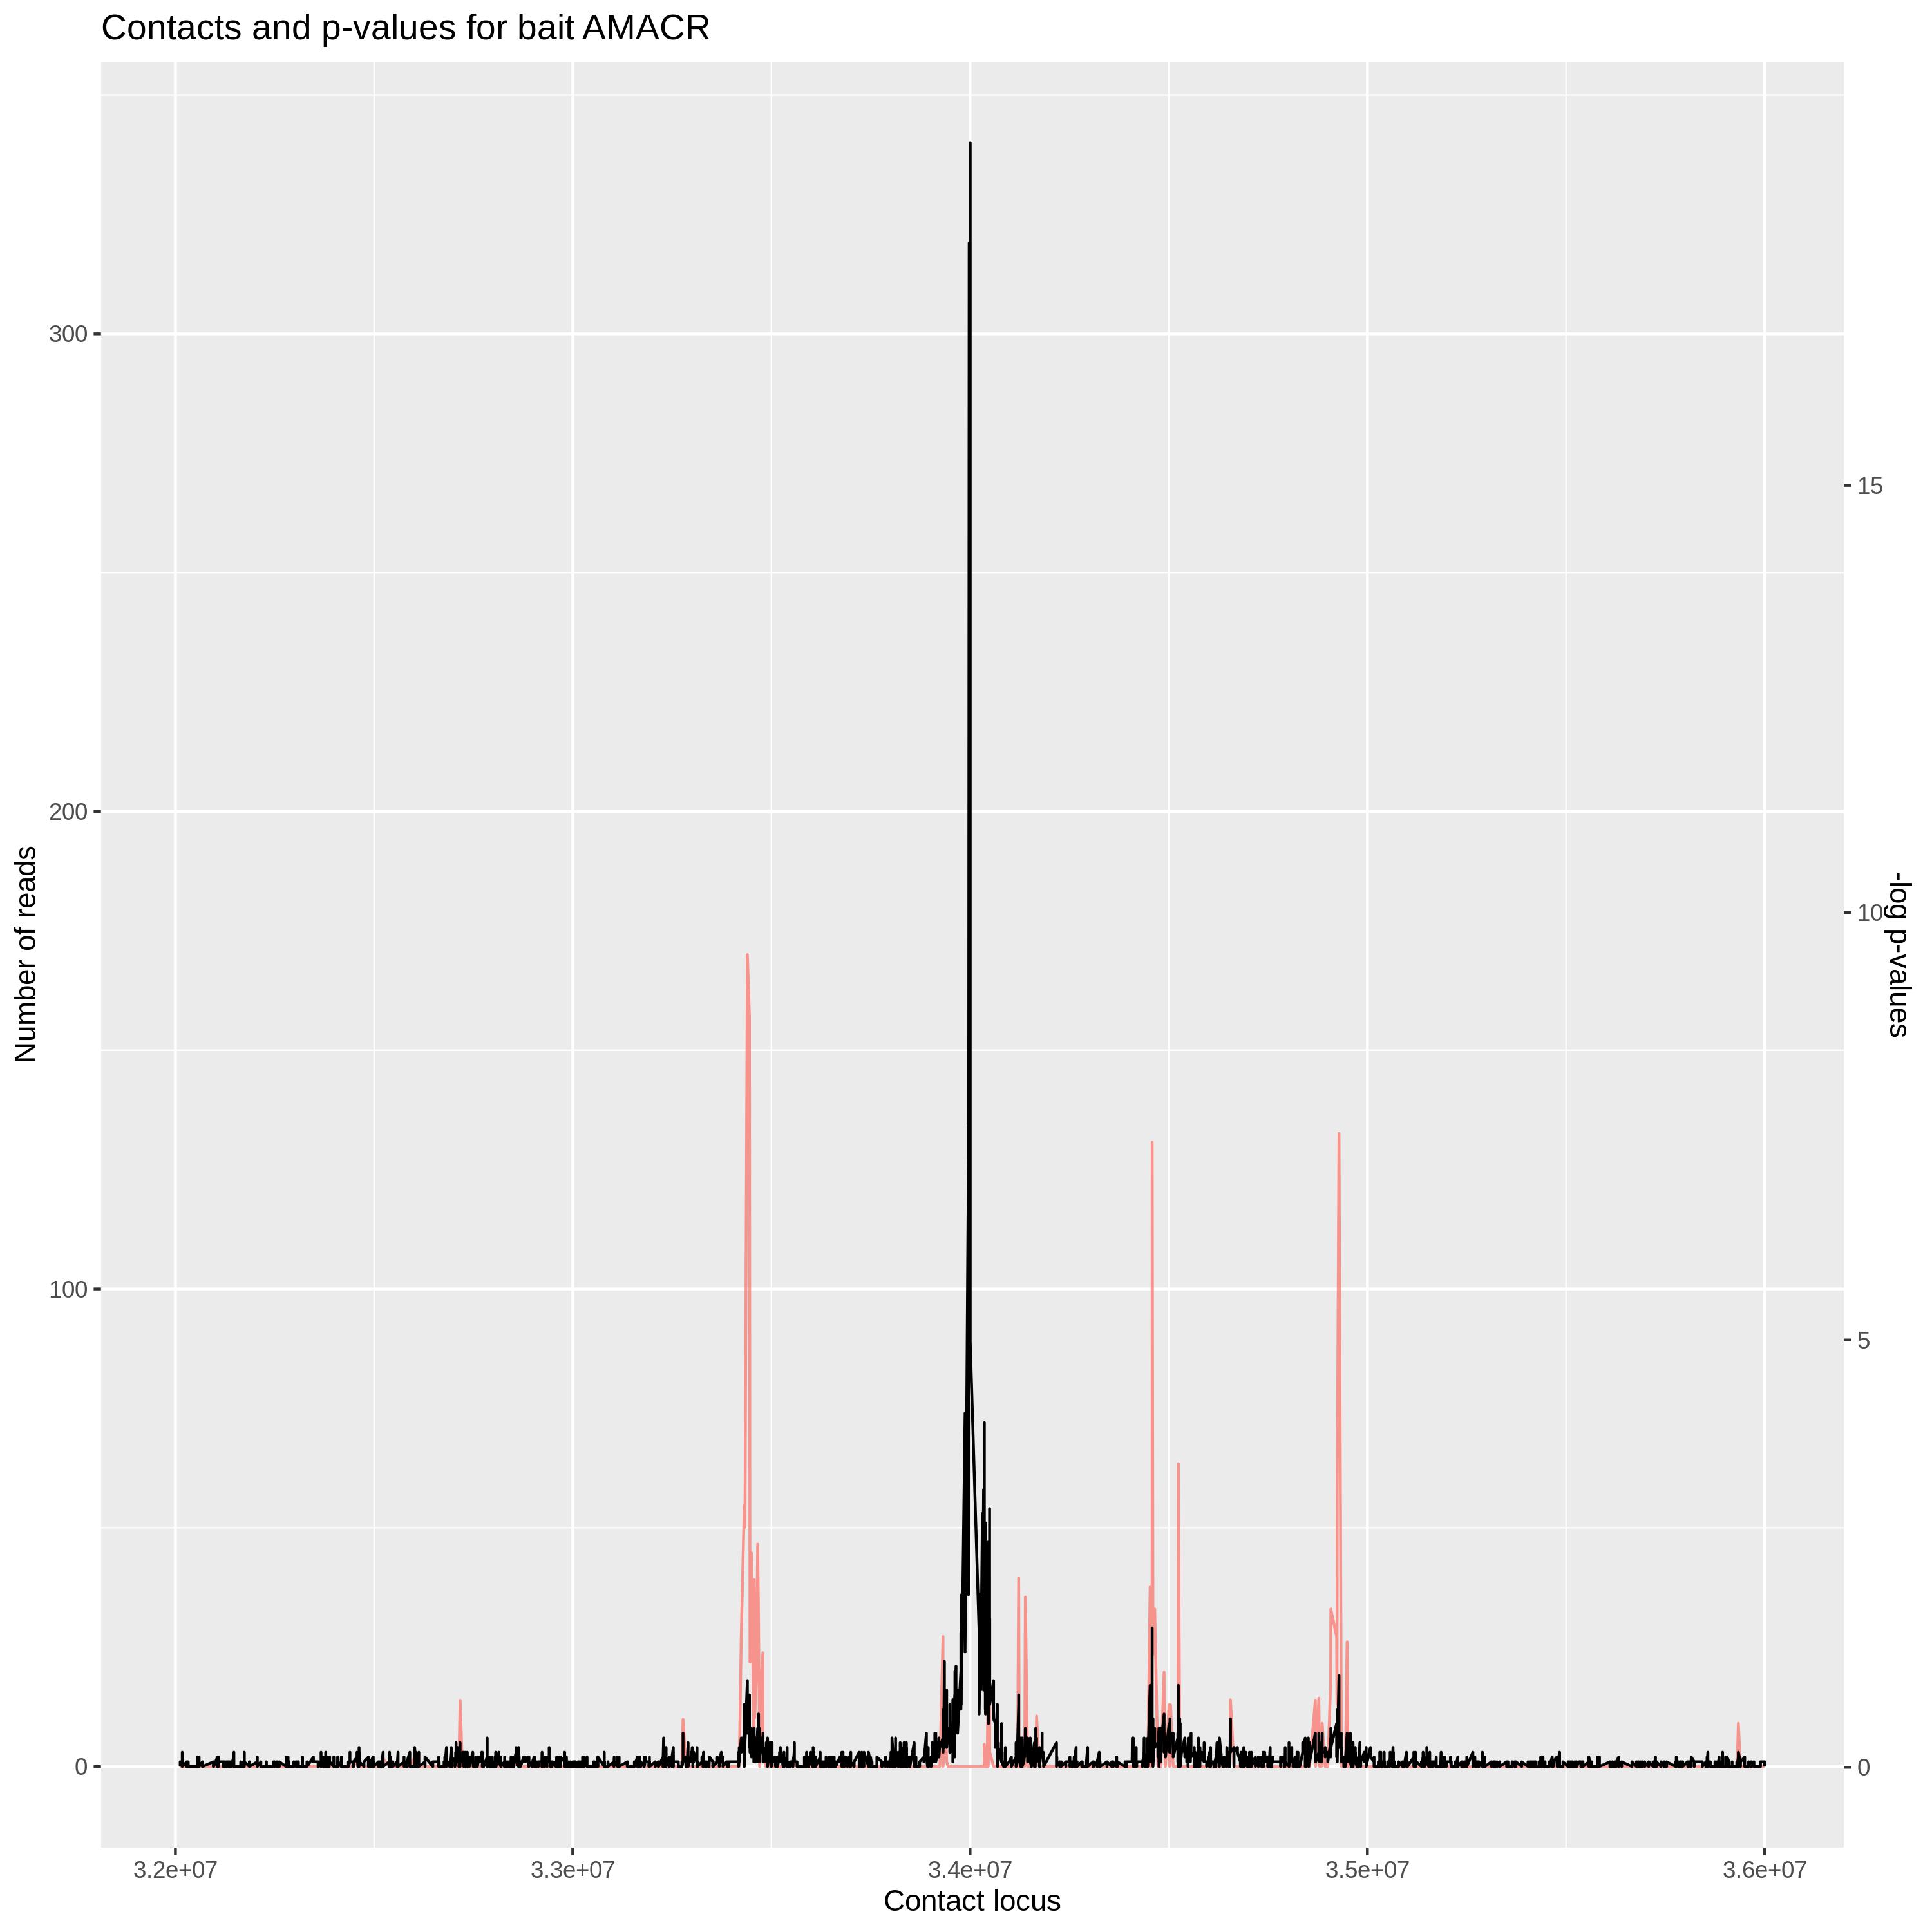 Contacts and p-values for bait AMACR
300
200
100
0
Number of reads
15
10
5
0
-log p-values
3.2e+07
3.3e+07
3.4e+07
3.5e+07
3.6e+07
Contact locus